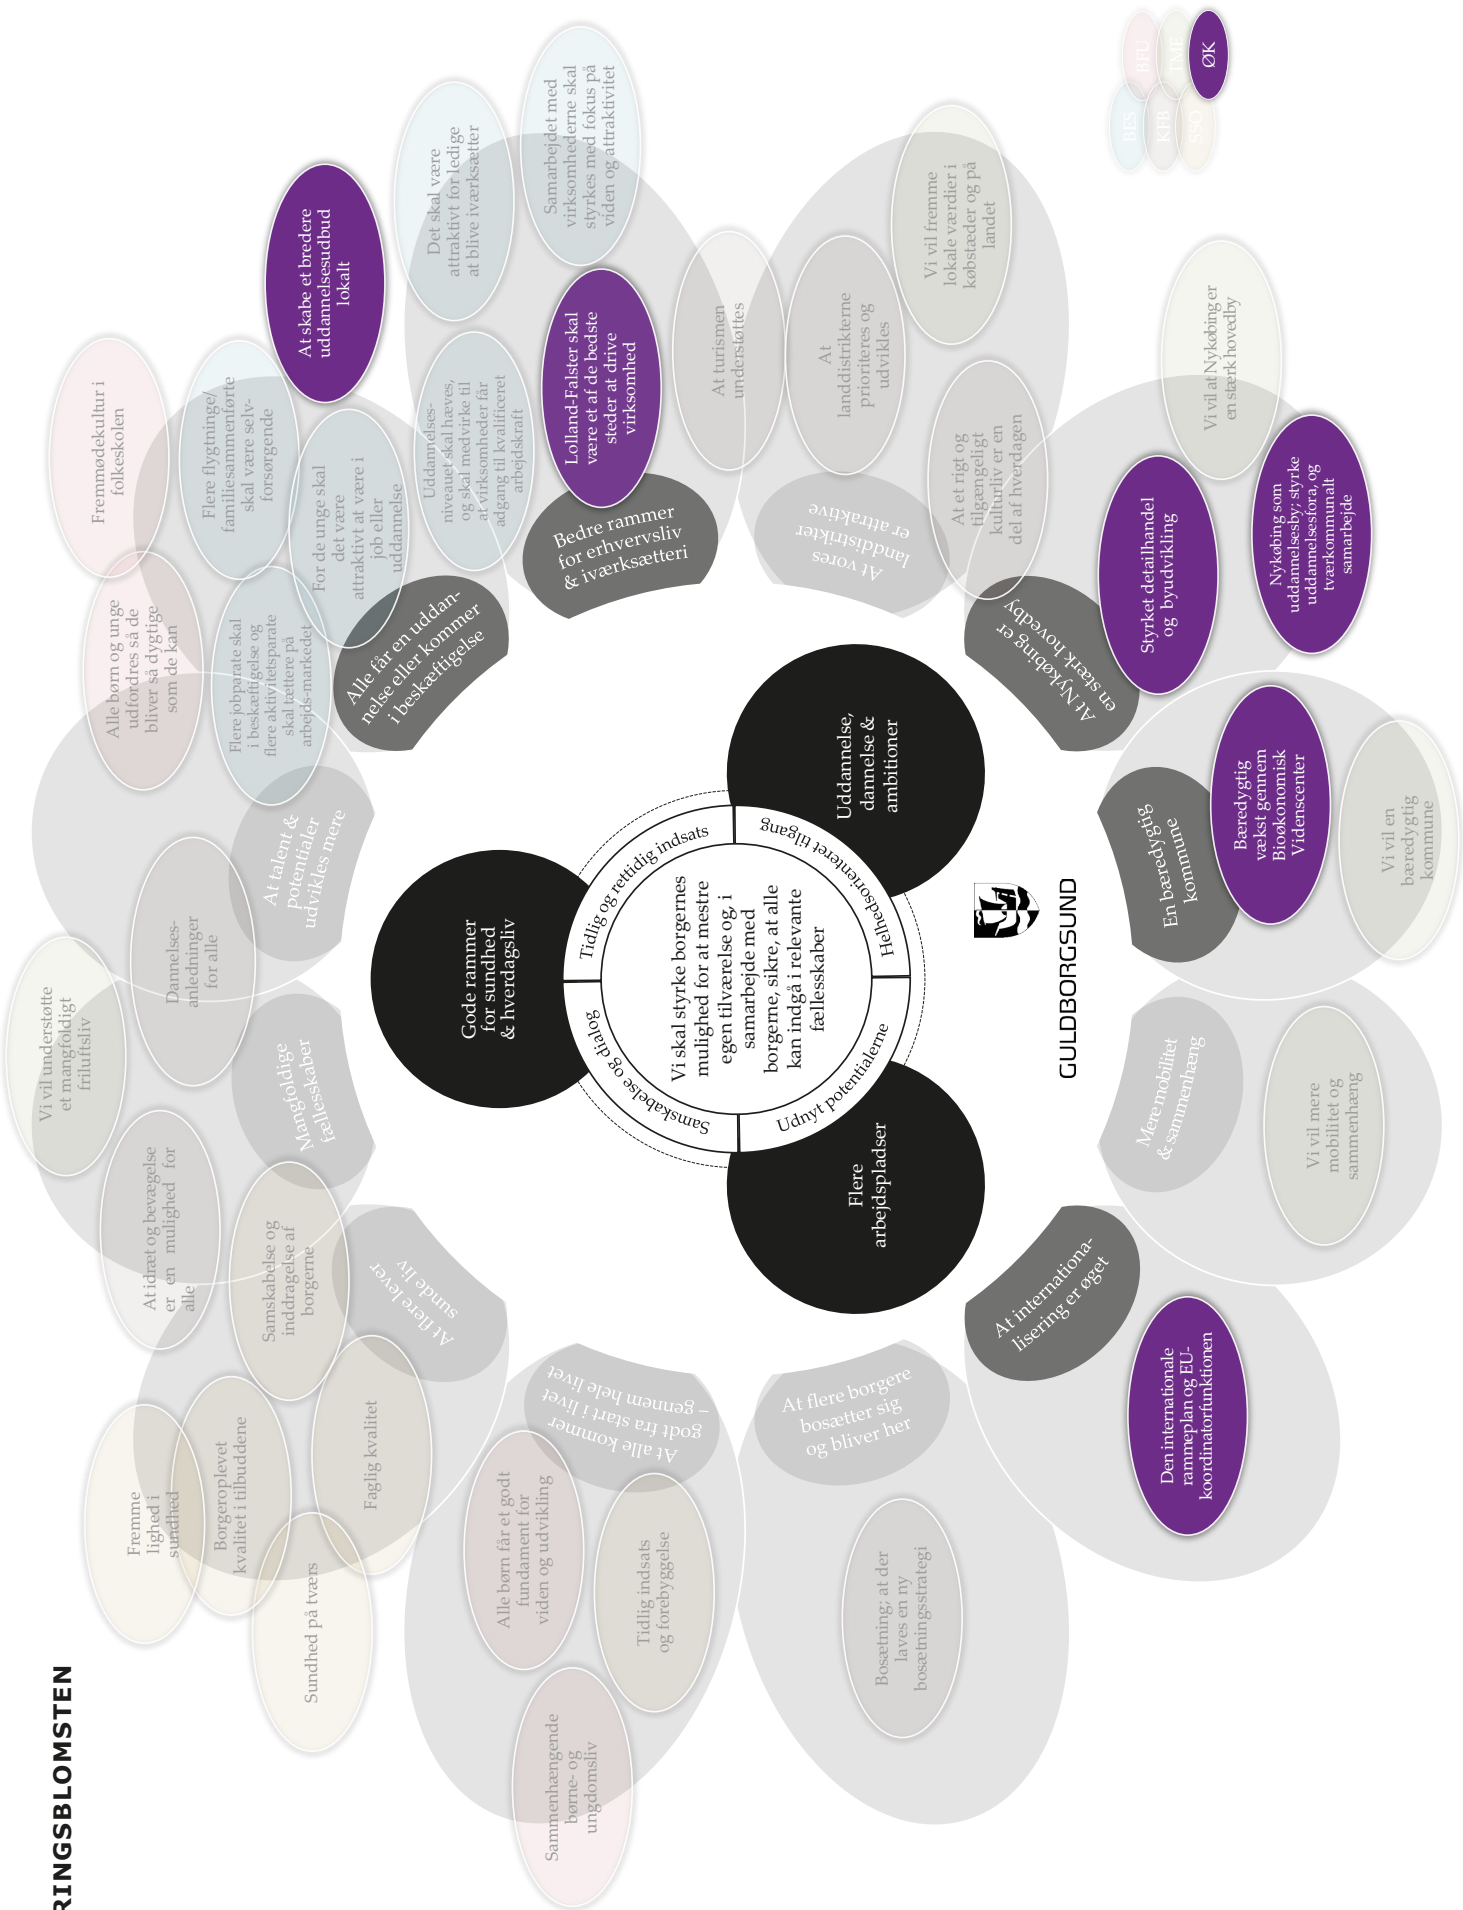 RINGSBLOMSTEN
Vi skal styrke borgernes
mulighed for at mestre
egen tilværelse og, i
samarbejde med
borgerne, sikre, at alle
kan indgå i relevante
fællesskaber
Tidlig og rettidig indsats
Helhedsorienteret tilgang
Udnyt potentialerne
Samskabelse og dialog
Gode rammer
for sundhed
& hverdagsliv
Uddannelse,
dannelse &
ambitioner
Flere
arbejdspladser
GULDBORGSUND
Mangfoldige
fællesskaber
At talent &
potentialer
udvikles mere
Alle får en uddan-
nelse eller kommer
i beskæftigelse
Bedre rammer
for erhvervsliv
& iværksætteri
At vores
landdistrikter
er attraktive
At Nykøbing er
en stærk hovedby
En bæredygtig
kommune
Mere mobilitet
& sammenhæng
At internationa-
lisering er øget
At flere borgere
bosætter sig
og bliver her
At alle kommer
godt fra start i livet
– gennem hele livet
At flere lever
sunde liv
Vi vil understøtte
et mangfoldigt
friluftsliv
Dannelses-
anledninger
for alle
At idræt og bevægelse
er en mulighed for
alle
Samskabelse og
inddragelse af
borgerne
Fremme
lighed i
sundhed
Borgeroplevet
kvalitet i tilbuddene
Faglig kvalitet
Sundhed på tværs
Alle børn får et godt
fundament for
viden og udvikling
Tidlig indsats
og forebyggelse
Sammenhængende
børne- og
ungdomsliv
Bosætning; at der
laves en ny
bosætningsstrategi
Den internationale
rammeplan og EU-
koordinatorfunktionen
Vi vil mere
mobilitet og
sammenhæng
Bæredygtig
vækst gennem
Bioøkonomisk
Videnscenter
Vi vil en
bæredygtig
kommune
Styrket detailhandel
og byudvikling
Nykøbing som
uddannelsesby; styrke
uddannelsesfora, og
tværkommunalt
samarbejde
Vi vil at Nykøbing er
en stærk hovedby
At et rigt og
tilgængeligt
kulturliv er en
del af hverdagen
At
landdistrikterne
prioriteres og
udvikles
Vi vil fremme
lokale værdier i
købstæder og på
landet
At turismen
understøttes
Lolland-Falster skal
være et af de bedste
steder at drive
virksomhed
Samarbejdet med
virksomhederne skal
styrkes med fokus på
viden og attraktivitet
Det skal være
attraktivt for ledige
at blive iværksætter
Uddannelses-
niveauet skal hæves,
og skal medvirke til
at virksomheder får
adgang til kvalificeret
arbejdskraft
At skabe et bredere
uddannelsesudbud
lokalt
For de unge skal
det være
attraktivt at være i
job eller
uddannelse
Flere flygtninge/
familiesammenførte
skal være selv-
forsørgende
Flere jobparate skal
i beskæftigelse og
flere aktivitetsparate
skal tættere på
arbejds-markedet
Fremmødekultur i
folkeskolen
Alle børn og unge
udfordres så de
bliver så dygtige
som de kan
BES
BFU
KFB
TME
SSO
ØK